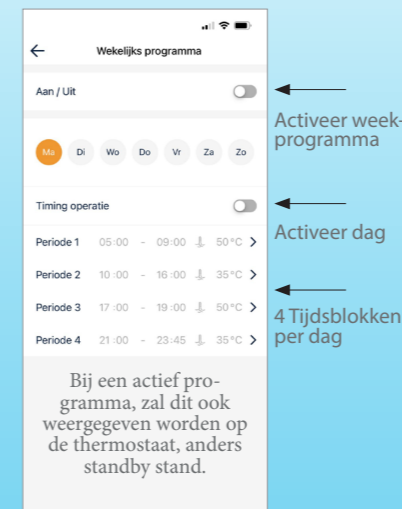 Wekelijks programma
Aan / Uit
Activeer week-
programma
Ma Di Wo Do Vr Za Zo
Timing operatie
Activeer dag
Periode 1 05:00 - 09:00 50°C
Periode 2 10:00 - 16:00 35°C
Periode 3 17:00 - 19:00 50°C
4 Tijdsblokken
per dag
Periode 4 21:00 - 23:45 35°C
Bij een actief pro-
gramma, zal dit ook
weergegeven worden op
de thermostaat, anders
standby stand.